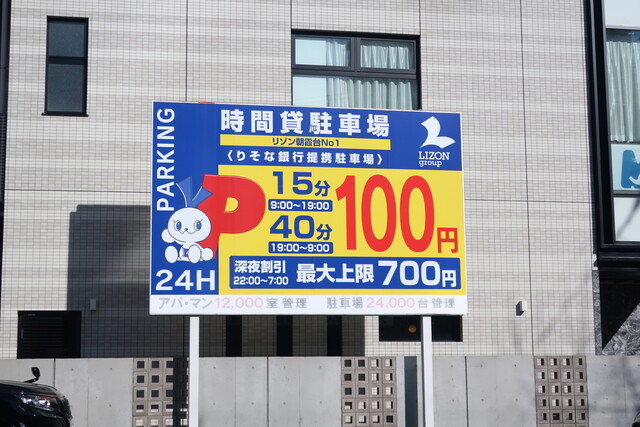 PARKING
時間貸駐車場
リゾン朝霞台No1
〈りそな銀行提携駐車場〉
LIZON
group
P
15分
9:00〜19:00
40分
19:00〜9:00
100円
24H
深夜割引
22:00〜7:00
最大上限700円
アパ・マン12.000室管理 駐車場24.000台管理